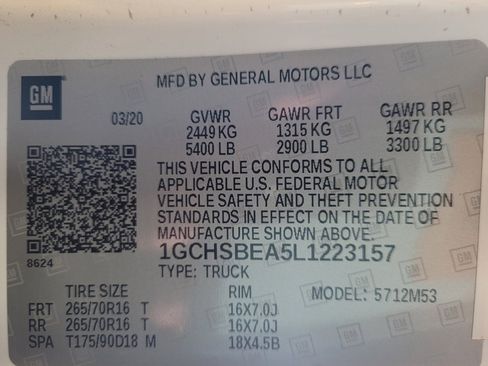 GM
MFD BY GENERAL MOTORS LLC
03/20 GVWR GAWR FRT GAWR RR
2449 KG 1315 KG 1497 KG
5400 LB 2900 LB 3300 LB
THIS VEHICLE CONFORMS TO ALL
APPLICABLE U.S. FEDERAL MOTOR
VEHICLE SAFETY AND THEFT PREVENTION
STANDARDS IN EFFECT ON THE DATE OF
MANUFACTURE SHOWN ABOVE.
8624
1GCHSBEA5L1223157
TYPE: TRUCK
TIRE SIZE RIM MODEL: 5712M53
FRT 265/70R16 T 16X7.0J
RR 265/70R16 T 16X7.0J
SPA T175/90D18 M 18X4.5B